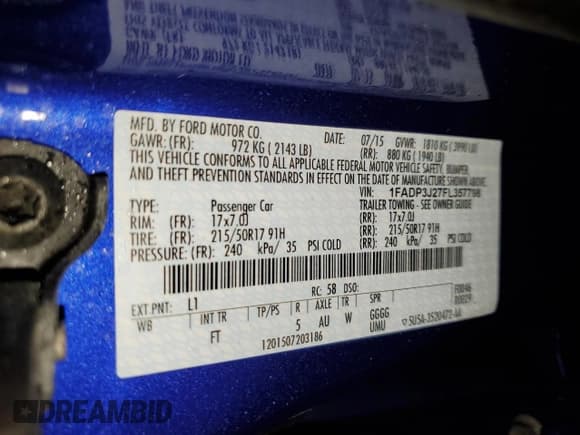 MFD. BY FORD MOTOR CO.
DATE: 07/15 GVWR: 1810 KG ( 3990 LB)
GAWR: (FR): 972 KG ( 2143 LB) (RR): 880 KG ( 1940 LB)
THIS VEHICLE CONFORMS TO ALL APPLICABLE FEDERAL MOTOR VEHICLE SAFETY, BUMPER,
AND THEFT PREVENTION STANDARDS IN EFFECT ON THE DATE OF MANUFACTURE SHOWN
VIN: 1FADP3J27FL357798
TYPE: Passenger Car TRAILER TOWING - SEE OWNER GUIDE
RIM: (FR): 17x7.0J (RR): 17x7.0J
TIRE: (FR): 215/50R17 91H (RR): 215/50R17 91H
PRESSURE: (FR): 240 kPa/ 35 PSI COLD (RR): 240 kPa/ 35 PSI COLD
EXT PNT: L1 RC: 58 DSO: F0046
WB INT TR TP/PS R AXLE TR SPR
FT 5 AU W GGGG
UMU
1201507203186
DREAMBID